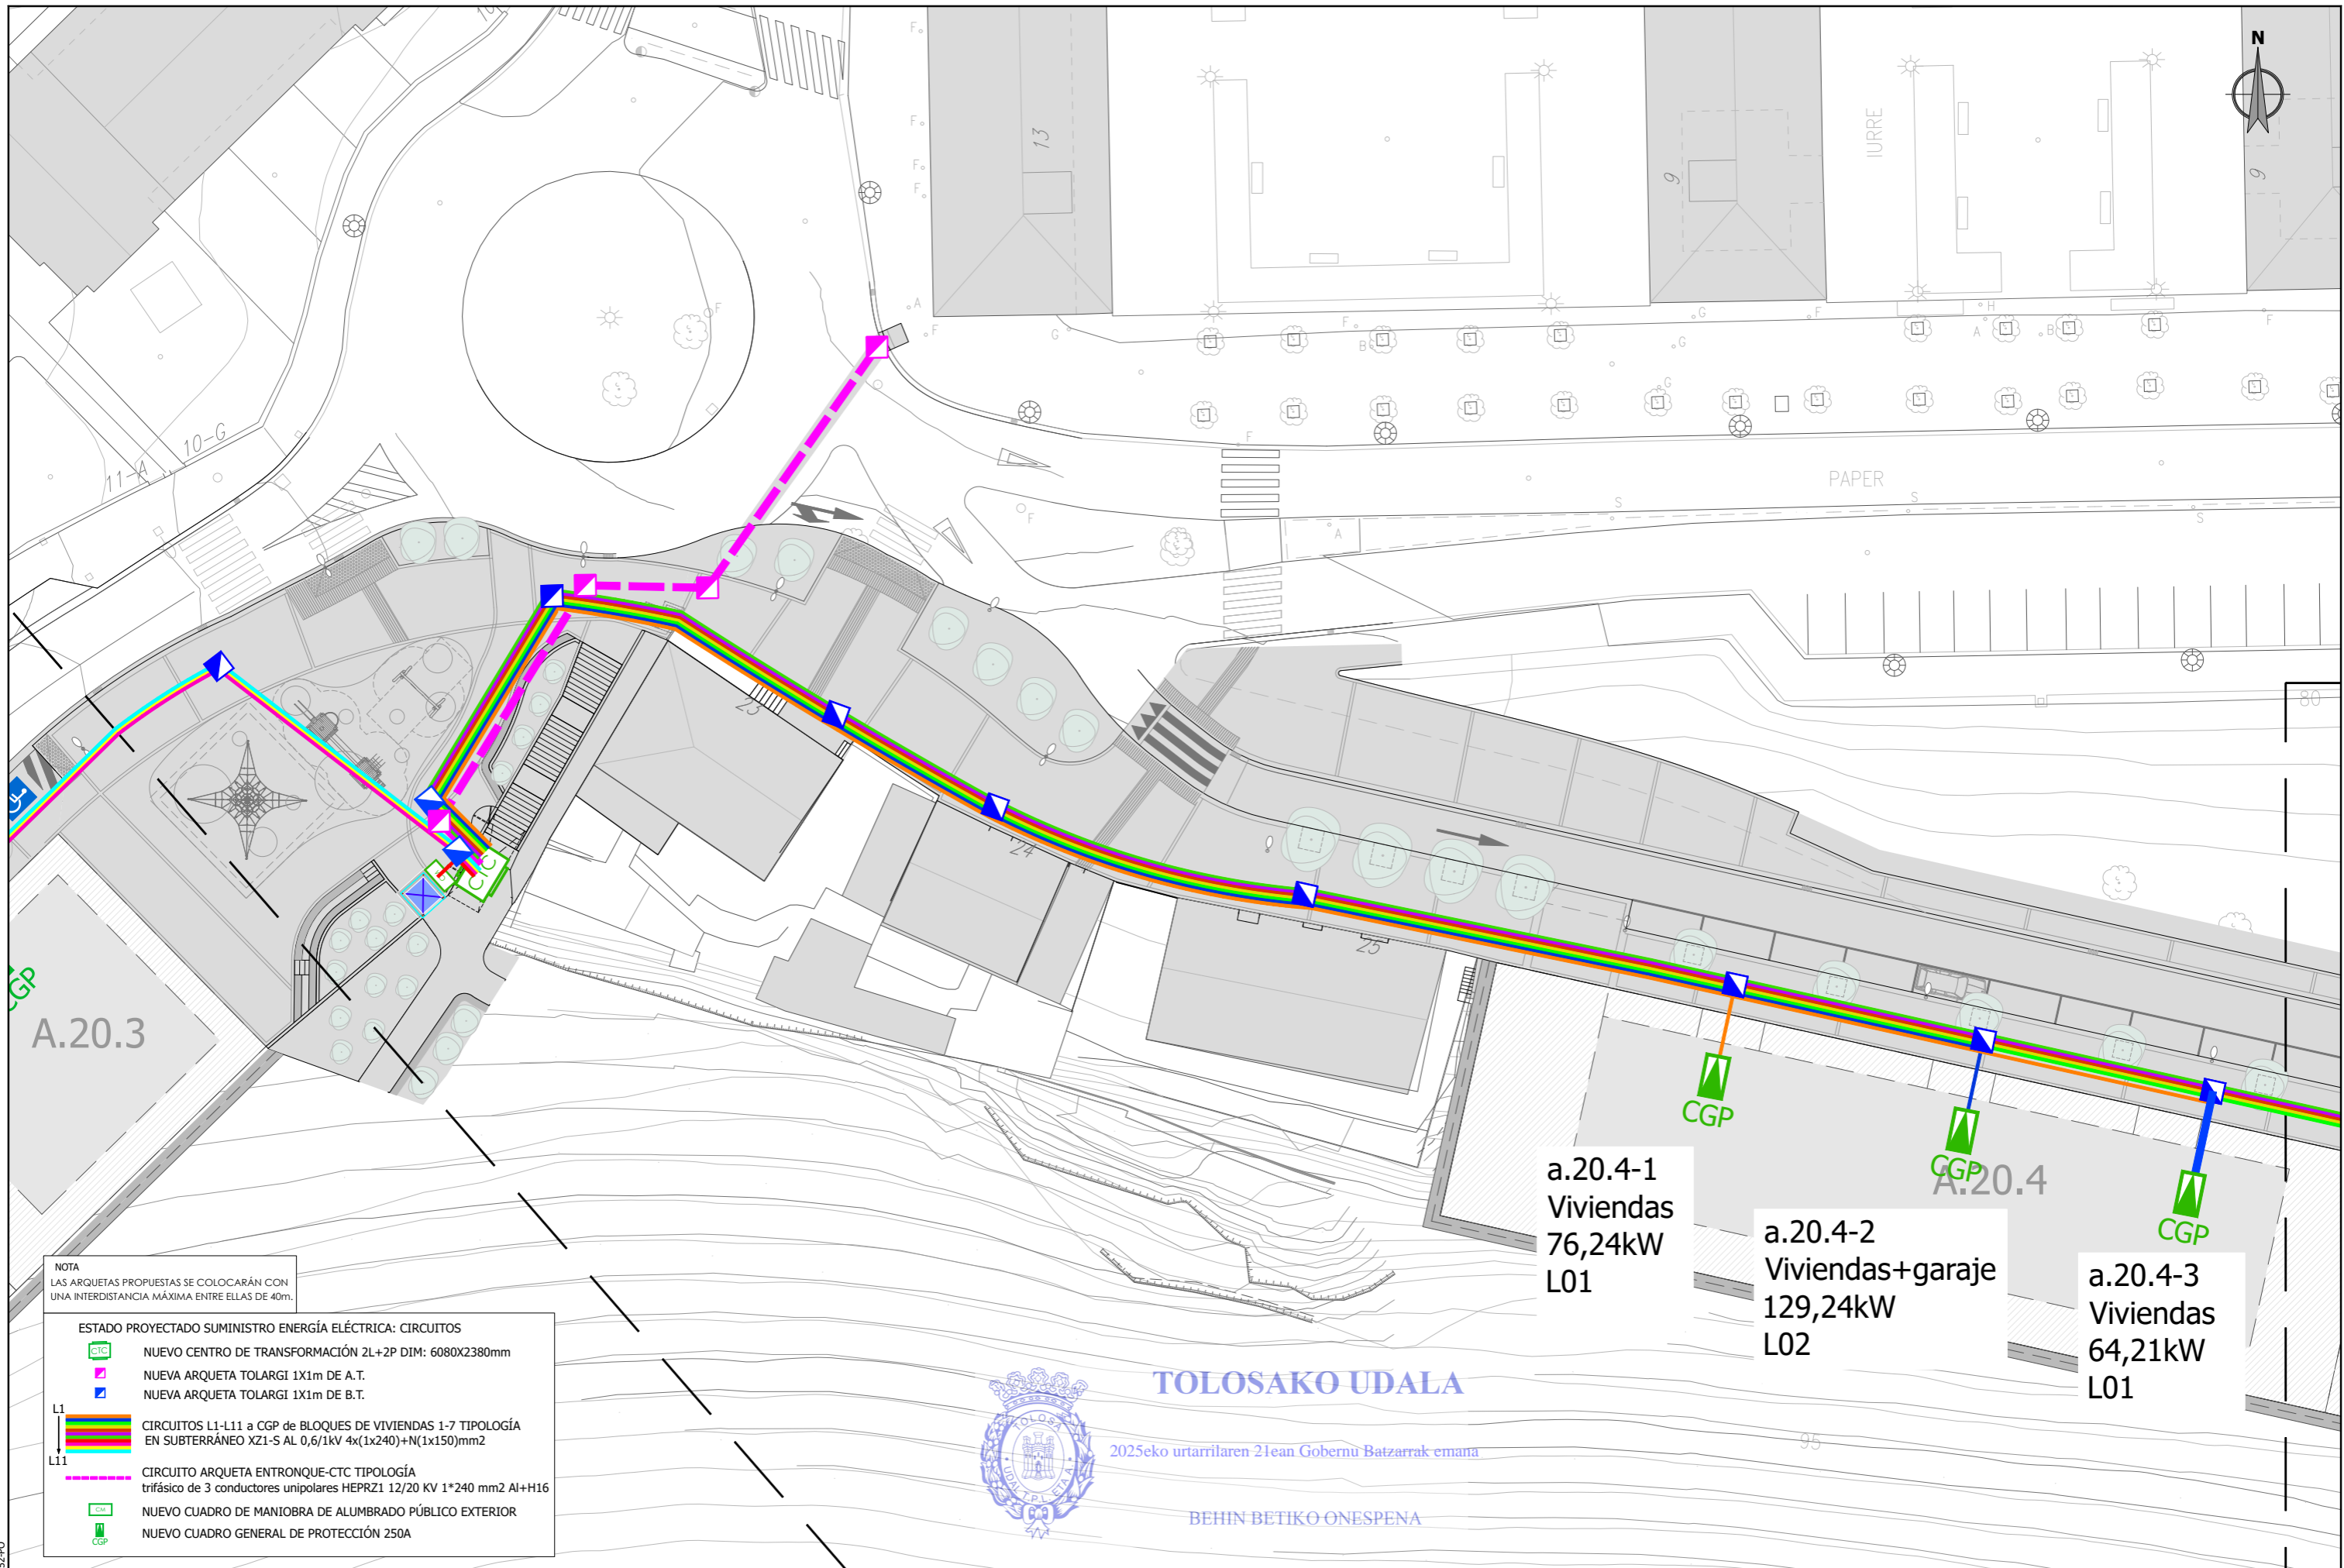 N
13
9
IURRE
9
F
F
F
F
A
F
F
G
F
B
G
G
G
F
F
H
A
B
F
10-G
11-A
F
A
S
S
S
PAPER
F
80
23
24
25
CTC
CGP
A.20.3
CGP
CGP
A.20.4
CGP
a.20.4-1
Viviendas
76,24kW
L01
a.20.4-2
Viviendas+garaje
129,24kW
L02
a.20.4-3
Viviendas
64,21kW
L01
95
NOTA
LAS ARQUETAS PROPUESTAS SE COLOCARÁN CON
UNA INTERDISTANCIA MÁXIMA ENTRE ELLAS DE 40m.
ESTADO PROYECTADO SUMINISTRO ENERGÍA ELÉCTRICA: CIRCUITOS
CTC NUEVO CENTRO DE TRANSFORMACIÓN 2L+2P DIM: 6080X2380mm
NUEVA ARQUETA TOLARGI 1X1m DE A.T.
NUEVA ARQUETA TOLARGI 1X1m DE B.T.
L1
CIRCUITOS L1-L11 a CGP de BLOQUES DE VIVIENDAS 1-7 TIPOLOGÍA
EN SUBTERRÁNEO XZ1-S AL 0,6/1kV 4x(1x240)+N(1x150)mm2
L11
CIRCUITO ARQUETA ENTRONQUE-CTC TIPOLOGÍA
trifásico de 3 conductores unipolares HEPRZ1 12/20 KV 1*240 mm2 Al+H16
CM NUEVO CUADRO DE MANIOBRA DE ALUMBRADO PÚBLICO EXTERIOR
NUEVO CUADRO GENERAL DE PROTECCIÓN 250A
CGP
TOLOSAKO UDALA
2025eko urtarrilaren 21ean Gobernu Batzarrak emana
BEHIN BETIKO ONESPENA